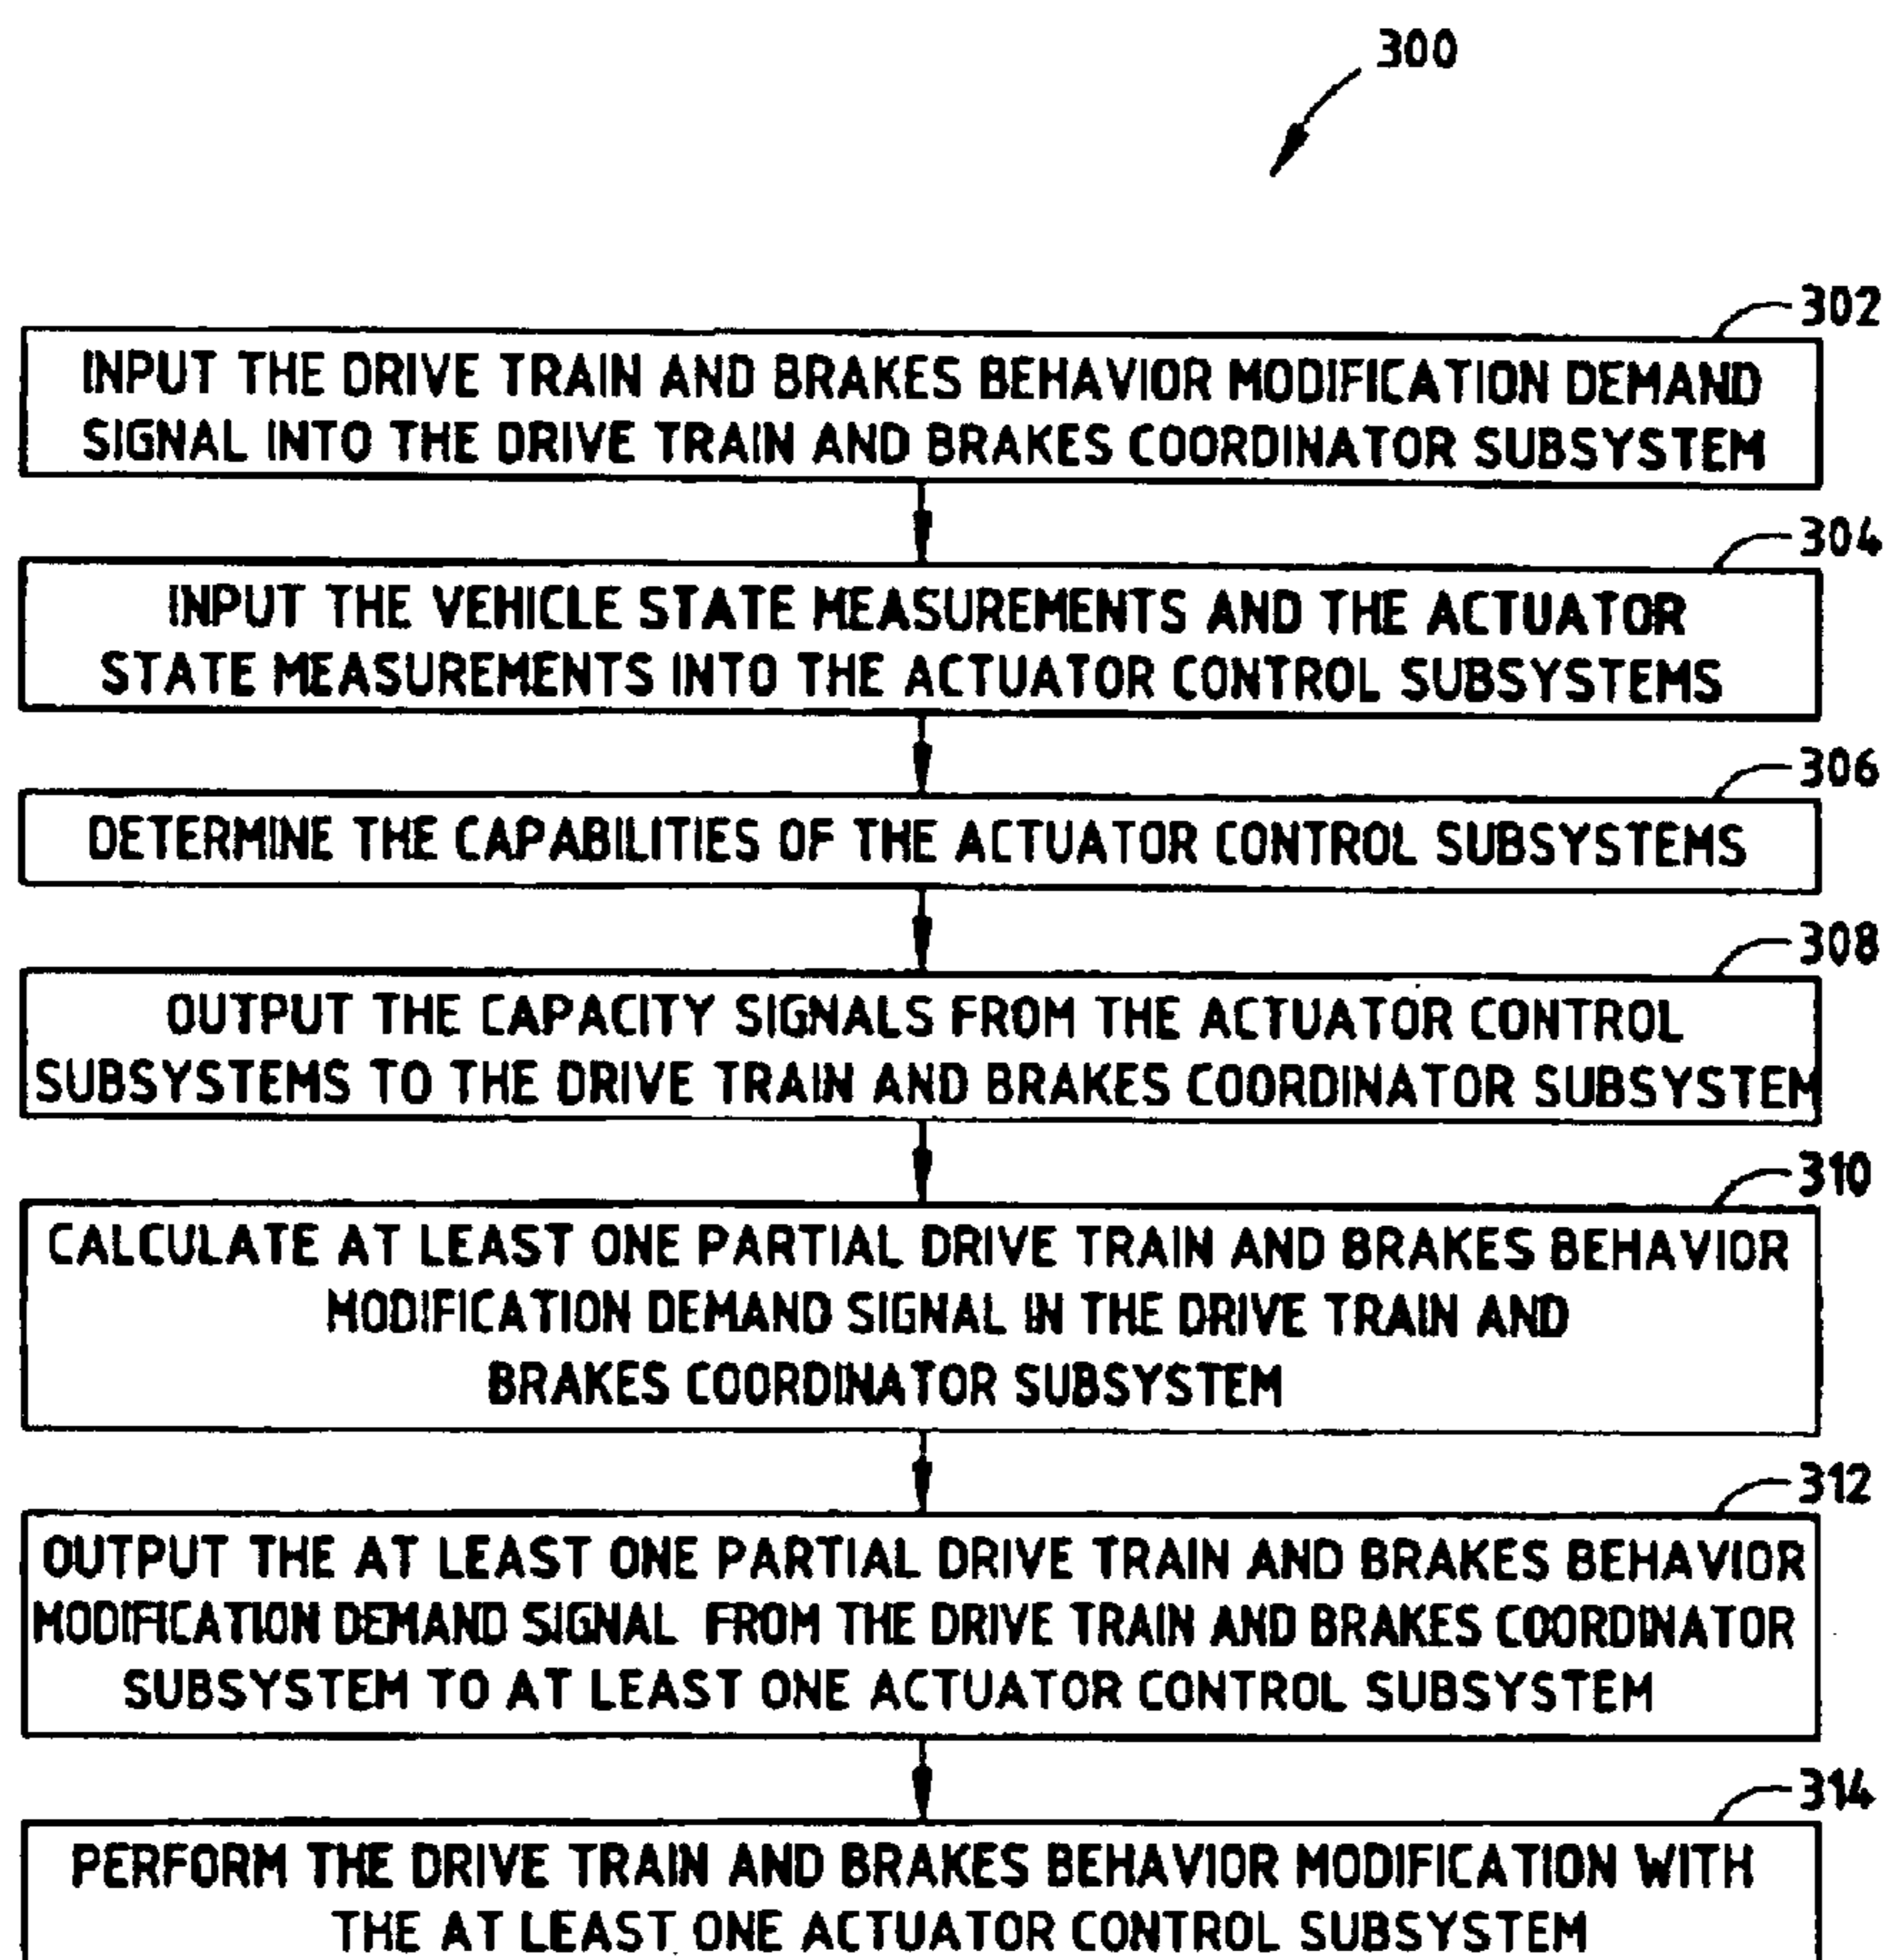 300
302
INPUT THE DRIVE TRAIN AND BRAKES BEHAVIOR MODIFICATION DEMAND
SIGNAL INTO THE DRIVE TRAIN AND BRAKES COORDINATOR SUBSYSTEM
304
INPUT THE VEHICLE STATE MEASUREMENTS AND THE ACTUATOR
STATE MEASUREMENTS INTO THE ACTUATOR CONTROL SUBSYSTEMS
306
DETERMINE THE CAPABILITIES OF THE ACTUATOR CONTROL SUBSYSTEMS
308
OUTPUT THE CAPACITY SIGNALS FROM THE ACTUATOR CONTROL
SUBSYSTEMS TO THE DRIVE TRAIN AND BRAKES COORDINATOR SUBSYSTEM
310
CALCULATE AT LEAST ONE PARTIAL DRIVE TRAIN AND BRAKES BEHAVIOR
MODIFICATION DEMAND SIGNAL IN THE DRIVE TRAIN AND
BRAKES COORDINATOR SUBSYSTEM
312
OUTPUT THE AT LEAST ONE PARTIAL DRIVE TRAIN AND BRAKES BEHAVIOR
MODIFICATION DEMAND SIGNAL FROM THE DRIVE TRAIN AND BRAKES COORDINATOR
SUBSYSTEM TO AT LEAST ONE ACTUATOR CONTROL SUBSYSTEM
314
PERFORM THE DRIVE TRAIN AND BRAKES BEHAVIOR MODIFICATION WITH
THE AT LEAST ONE ACTUATOR CONTROL SUBSYSTEM